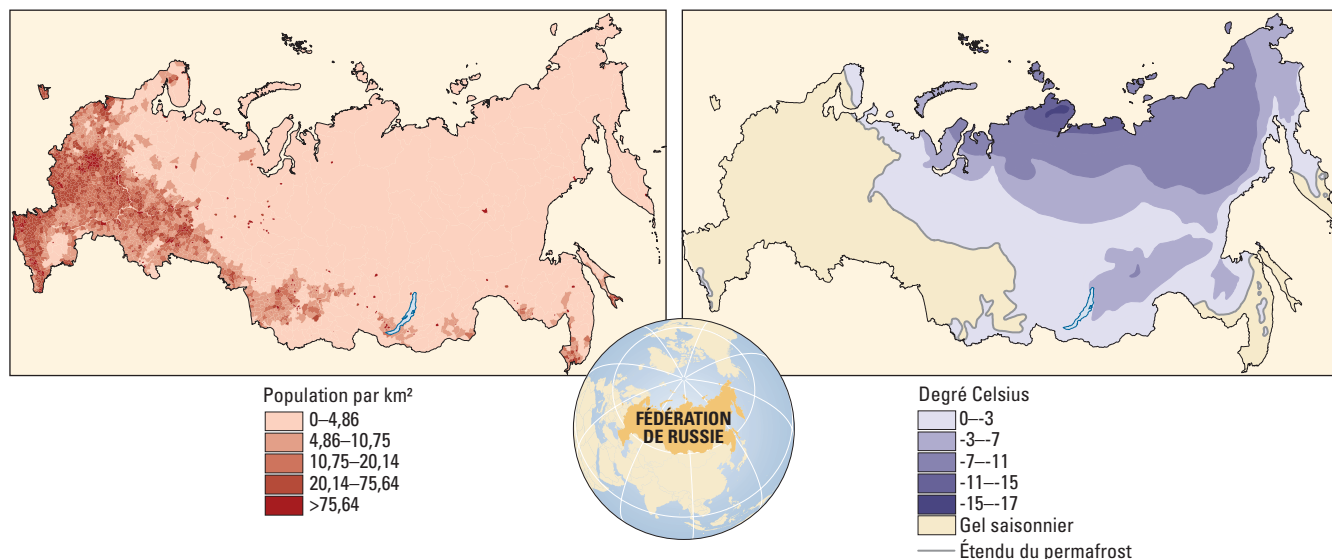 Population par km²
0–4,86
4,86–10,75
10,75–20,14
20,14–75,64
>75,64
FÉDÉRATION
DE RUSSIE
Degré Celsius
0–-3
-3–-7
-7–-11
-11–-15
-15–-17
Gel saisonnier
Étendu du permafrost